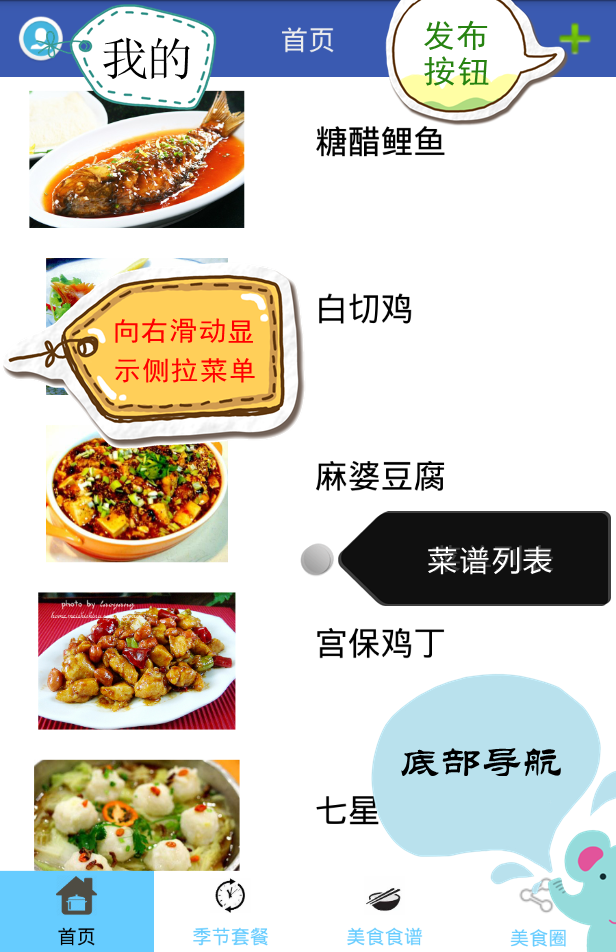 我的
首页
发布
按钮
糖醋鲤鱼
白切鸡
向右滑动显
示侧拉菜单
麻婆豆腐
菜谱列表
photo by
宫保鸡丁
底部导航
七星
首页
季节套餐
美食食谱
美食圈